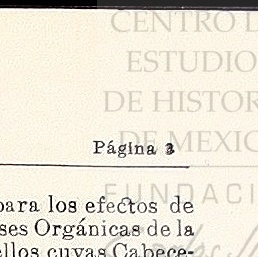 CENTRO D
ESTUDIO
DE HISTOR
DE MEXIC
Página 3
FUNDACI
para los efectos de
ses Orgánicas de la
ellos cuyas Cabece-